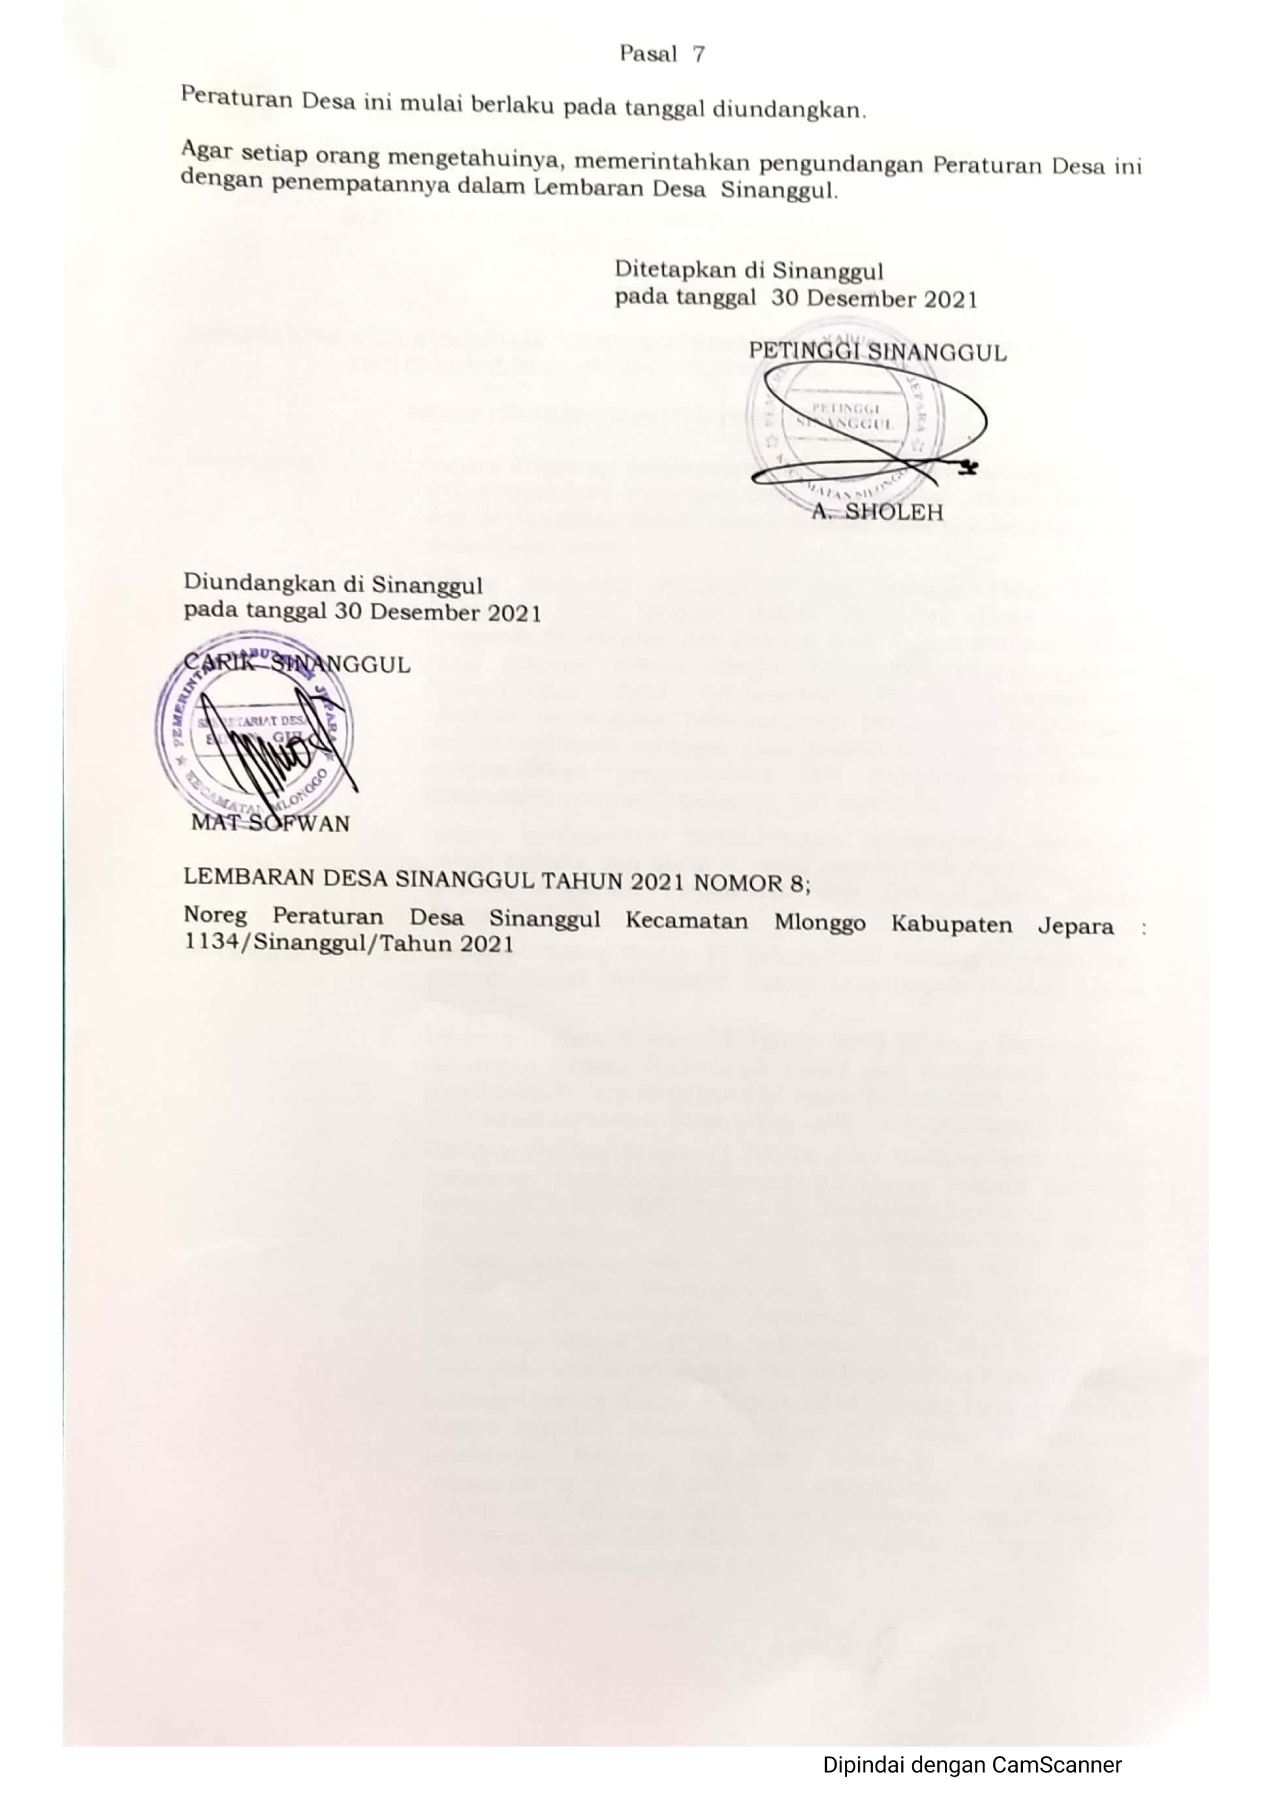 Pasal 7
Peraturan Desa ini mulai berlaku pada tanggal diundangkan.
Agar setiap orang mengetahuinya, memerintahkan pengundangan Peraturan Desa ini
dengan penempatannya dalam Lembaran Desa Sinanggul.
Ditetapkan di Sinanggul
pada tanggal 30 Desember 2021
PETINGGI SINANGGUL
JEPARA
PETINGGI
SINANGGUL
KECAMATAN MLONGGO
A. SHOLEH
Diundangkan di Sinanggul
pada tanggal 30 Desember 2021
CARIK SINANGGUL
PEMERINTAH KABUPATEN JEPARA
SEKRETARIAT DESA
KECAMATAN MLONGGO
MAT SOFWAN
LEMBARAN DESA SINANGGUL TAHUN 2021 NOMOR 8;
Noreg Peraturan Desa Sinanggul Kecamatan Mlonggo Kabupaten Jepara :
1134/Sinanggul/Tahun 2021
Dipindai dengan CamScanner